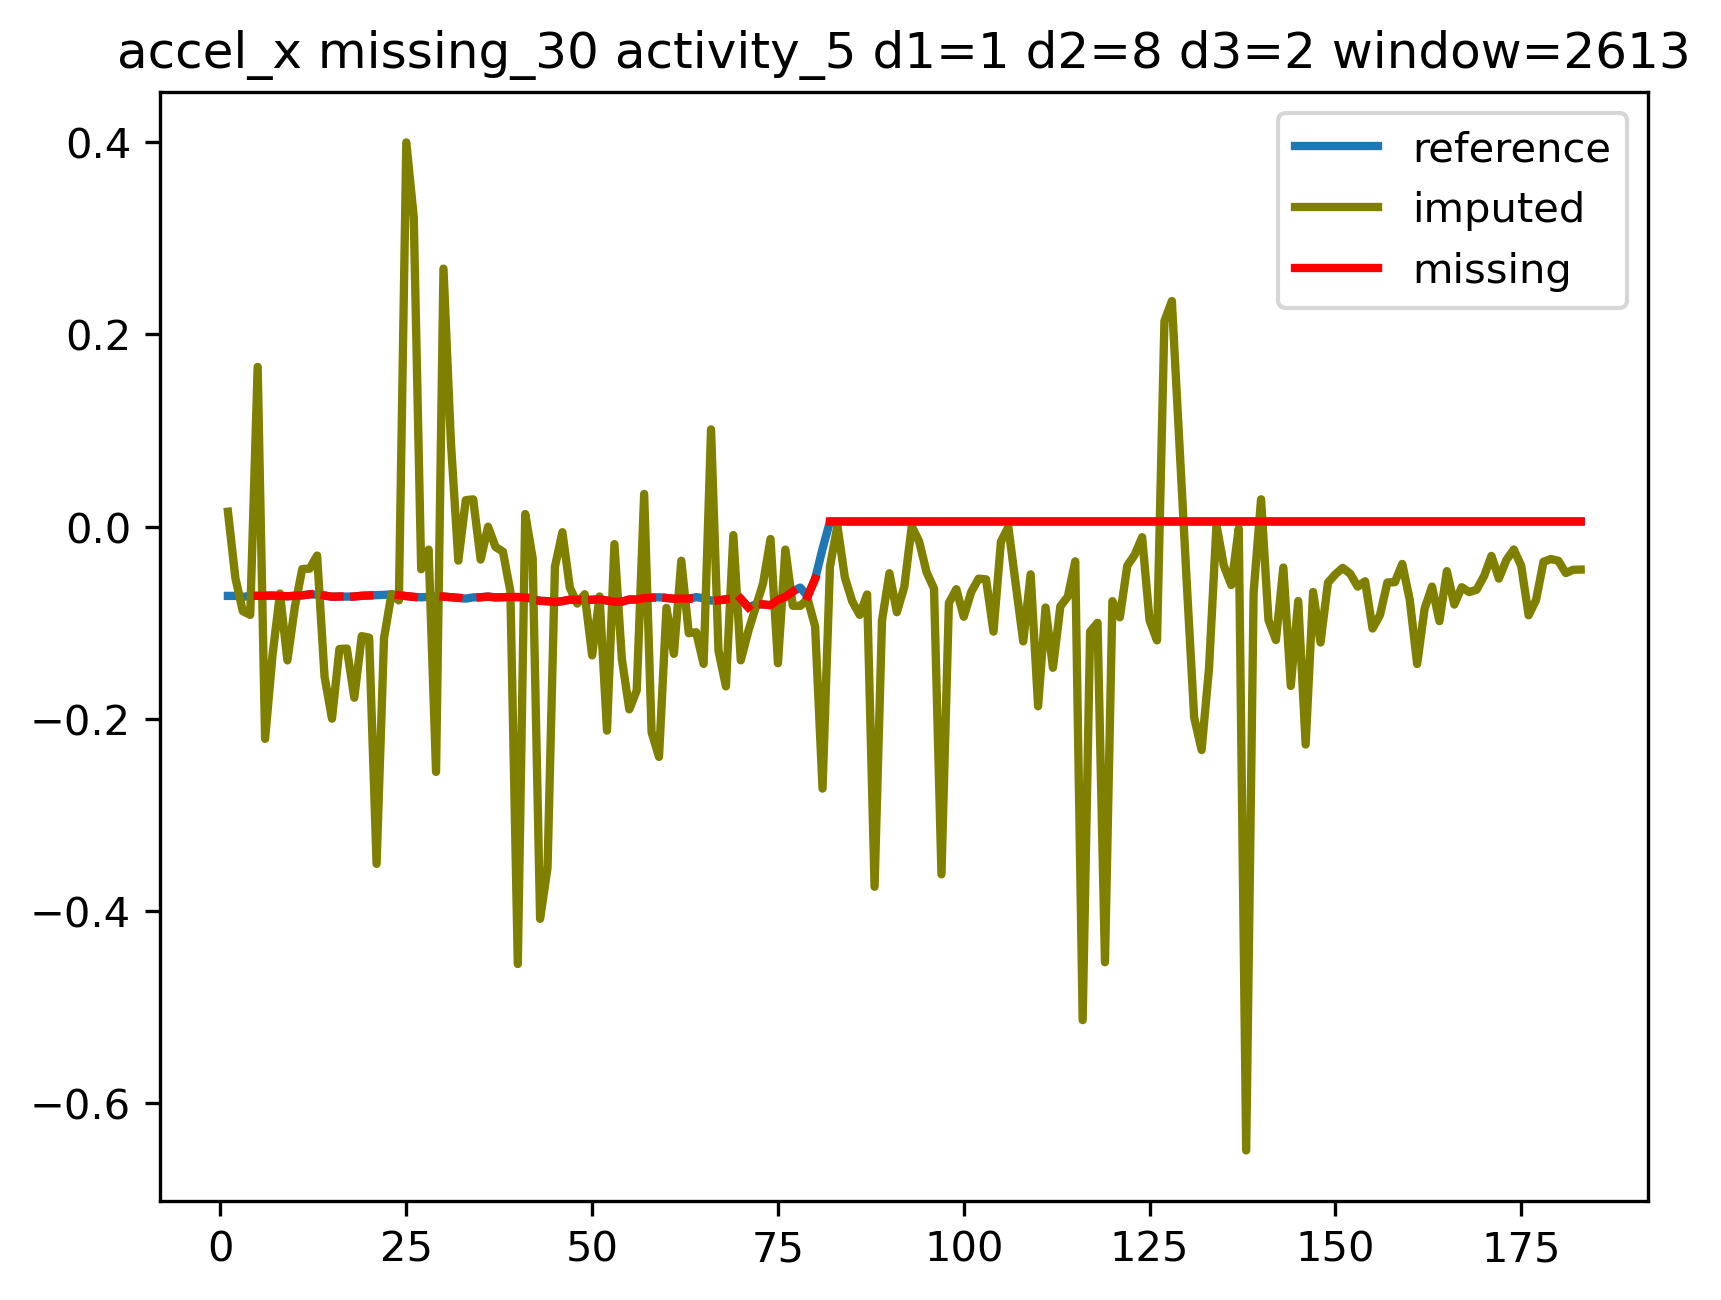 accel_x missing_30 activity_5 d1=1 d2=8 d3=2 window=2613
reference
imputed
missing
0.4
0.2
0.0
−0.2
−0.4
−0.6
0 25 50 75 100 125 150 175